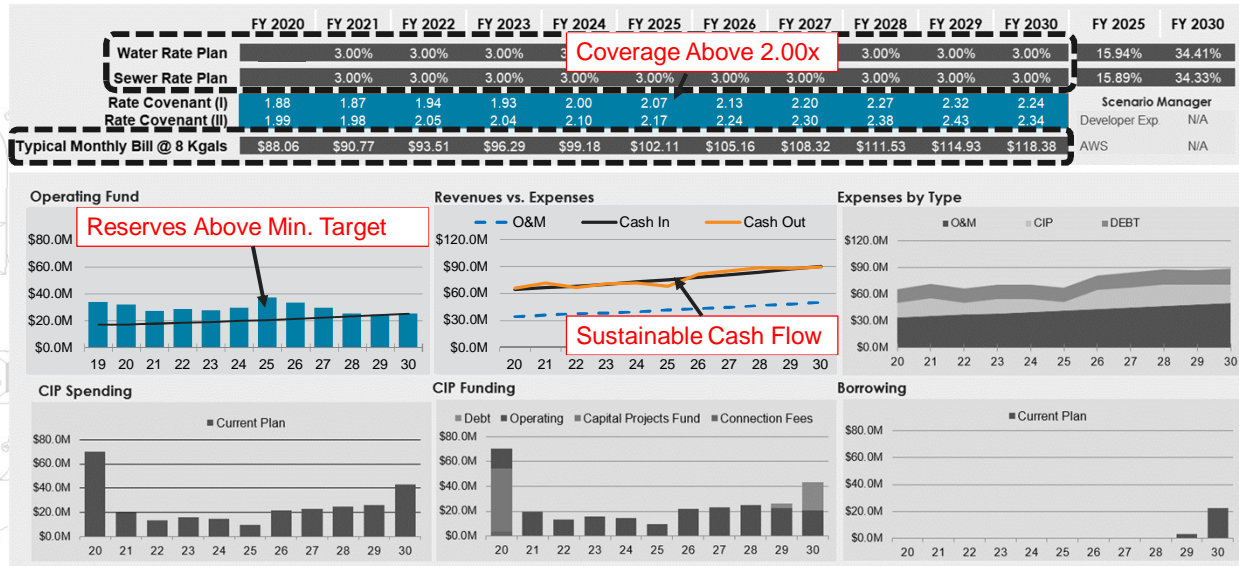 FY 2020 FY 2021 FY 2022 FY 2023 FY 2024 FY 2025 FY 2026 FY 2027 FY 2028 FY 2029 FY 2030 FY 2025 FY 2030
Water Rate Plan 3.00% 3.00% 3.00% 3.00% 3.00% 3.00% 15.94% 34.41%
Coverage Above 2.00x
Sewer Rate Plan 3.00% 3.00% 3.00% 3.00% 3.00% 3.00% 3.00% 3.00% 3.00% 3.00% 15.89% 34.33%
Rate Covenant (I) 1.88 1.87 1.94 1.93 2.00 2.07 2.13 2.20 2.27 2.32 2.24 Scenario Manager
Rate Covenant (II) 1.99 1.98 2.05 2.04 2.10 2.17 2.24 2.30 2.38 2.43 2.34 Developer Exp N/A
Typical Monthly Bill @ 8 Kgals $88.06 $90.77 $93.51 $96.29 $99.18 $102.11 $105.16 $108.32 $111.53 $114.93 $118.38 AWS N/A
Operating Fund
Reserves Above Min. Target
$80.0M
$60.0M
$40.0M
$20.0M
$0.0M
19 20 21 22 23 24 25 26 27 28 29 30
Revenues vs. Expenses
O&M Cash In Cash Out
$120.0M
$90.0M
$60.0M
$30.0M
$0.0M
Sustainable Cash Flow
20 21 22 23 24 25 26 27 28 29 30
Expenses by Type
O&M CIP DEBT
$120.0M
$90.0M
$60.0M
$30.0M
$0.0M
20 21 22 23 24 25 26 27 28 29 30
CIP Spending
Current Plan
$80.0M
$60.0M
$40.0M
$20.0M
$0.0M
20 21 22 23 24 25 26 27 28 29 30
CIP Funding
Debt Operating Capital Projects Fund Connection Fees
$80.0M
$60.0M
$40.0M
$20.0M
$0.0M
20 21 22 23 24 25 26 27 28 29 30
Borrowing
Current Plan
$80.0M
$60.0M
$40.0M
$20.0M
$0.0M
20 21 22 23 24 25 26 27 28 29 30